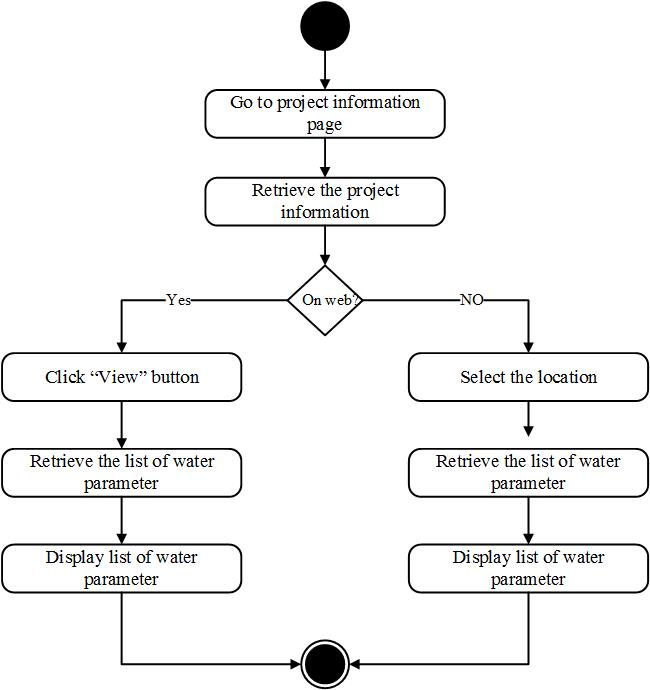 Go to project information
page
Retrieve the project
information
On web?
Yes
NO
Click “View” button
Select the location
Retrieve the list of water
parameter
Retrieve the list of water
parameter
Display list of water
parameter
Display list of water
parameter